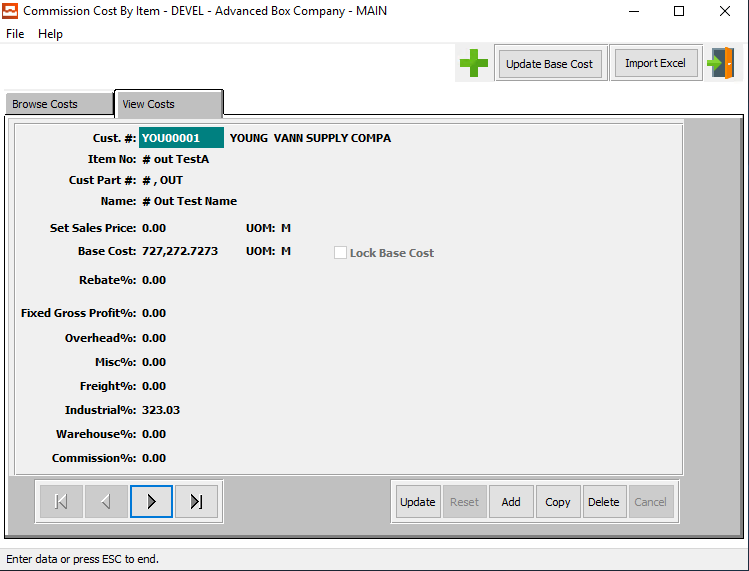 Commission Cost By Item - DEVEL - Advanced Box Company - MAIN
File Help
Update Base Cost Import Excel
Browse Costs View Costs
Cust. #: YOU00001 YOUNG  VANN SUPPLY COMPA
Item No: # out TestA
Cust Part #: # , OUT
Name: # Out Test Name
Set Sales Price: 0.00 UOM: M
Base Cost: 727,272.7273 UOM: M Lock Base Cost
Rebate%: 0.00
Fixed Gross Profit%: 0.00
Overhead%: 0.00
Misc%: 0.00
Freight%: 0.00
Industrial%: 323.03
Warehouse%: 0.00
Commission%: 0.00
Update Reset Add Copy Delete Cancel
Enter data or press ESC to end.